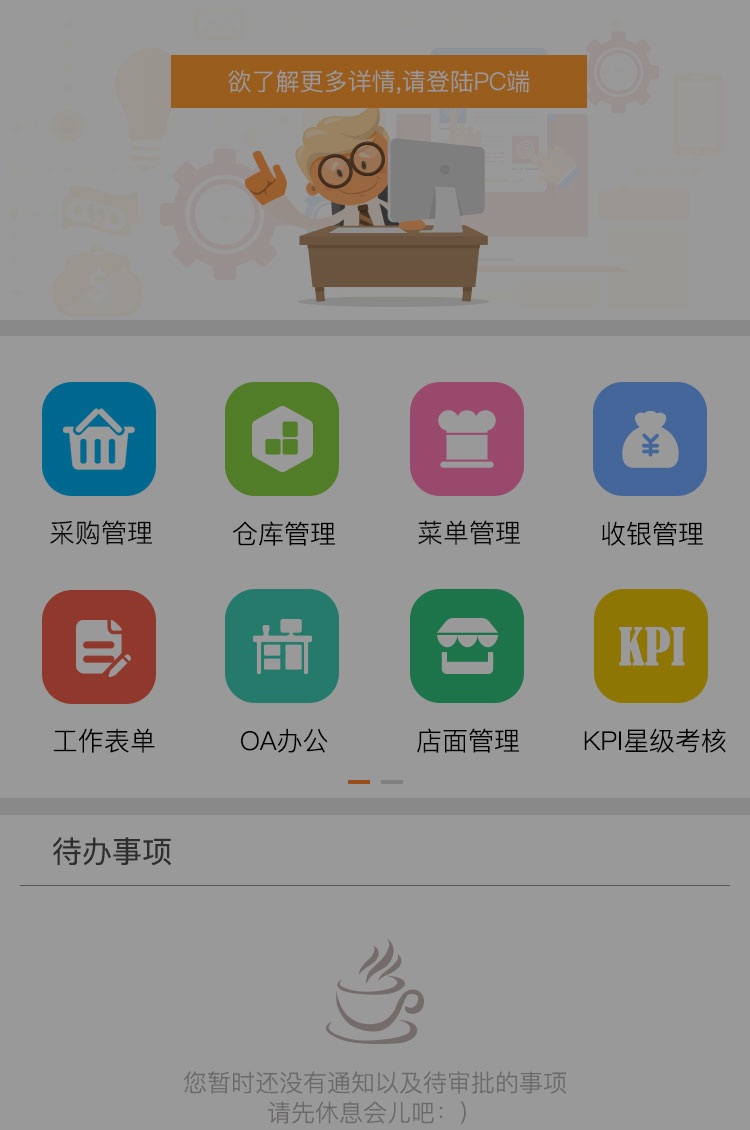 欲了解更多详情,请登陆PC端
采购管理
仓库管理
菜单管理
¥
收银管理
KPI
工作表单
OA办公
店面管理
KPI星级考核
待办事项
您暂时还没有通知以及待审批的事项
请先休息会儿吧：)